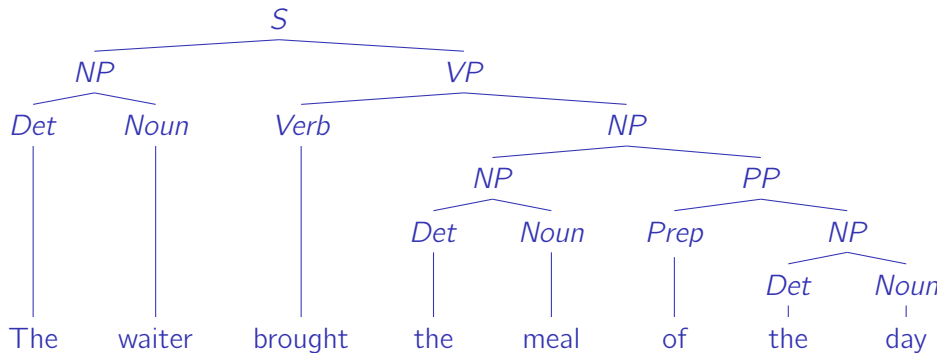 S
NP VP
Det Noun Verb NP
NP PP
Det Noun Prep NP
Det Noun
The waiter brought the meal of the day